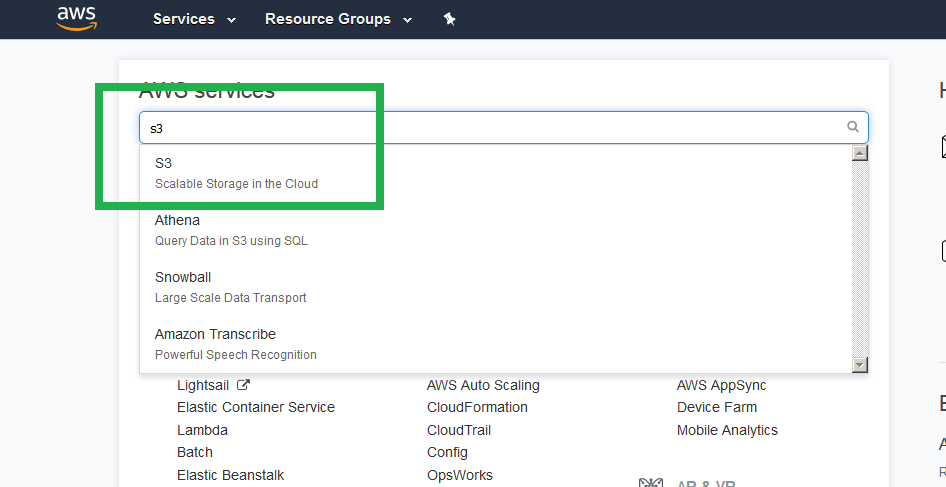 aws Services Resource Groups
AWS services
s3
S3
Scalable Storage in the Cloud
Athena
Query Data in S3 using SQL
Snowball
Large Scale Data Transport
Amazon Transcribe
Powerful Speech Recognition
Lightsail AWS Auto Scaling AWS AppSync
Elastic Container Service CloudFormation Device Farm
Lambda CloudTrail Mobile Analytics
Batch Config
Elastic Beanstalk OpsWorks
AR & VR